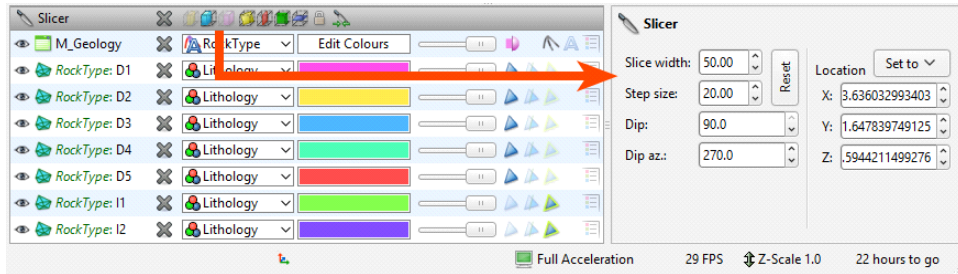 Slicer
M_Geology RockType Edit Colours
RockType: D1 Lithology
RockType: D2 Lithology
RockType: D3 Lithology
RockType: D4 Lithology
RockType: D5 Lithology
RockType: I1 Lithology
RockType: I2 Lithology
Slicer
Slice width: 50.00
Step size: 20.00
Dip: 90.0
Dip az.: 270.0
Reset
Location Set to
X: 3.636032993403
Y: 1.647839749125
Z: .5944211499276
Full Acceleration 29 FPS Z-Scale 1.0 22 hours to go